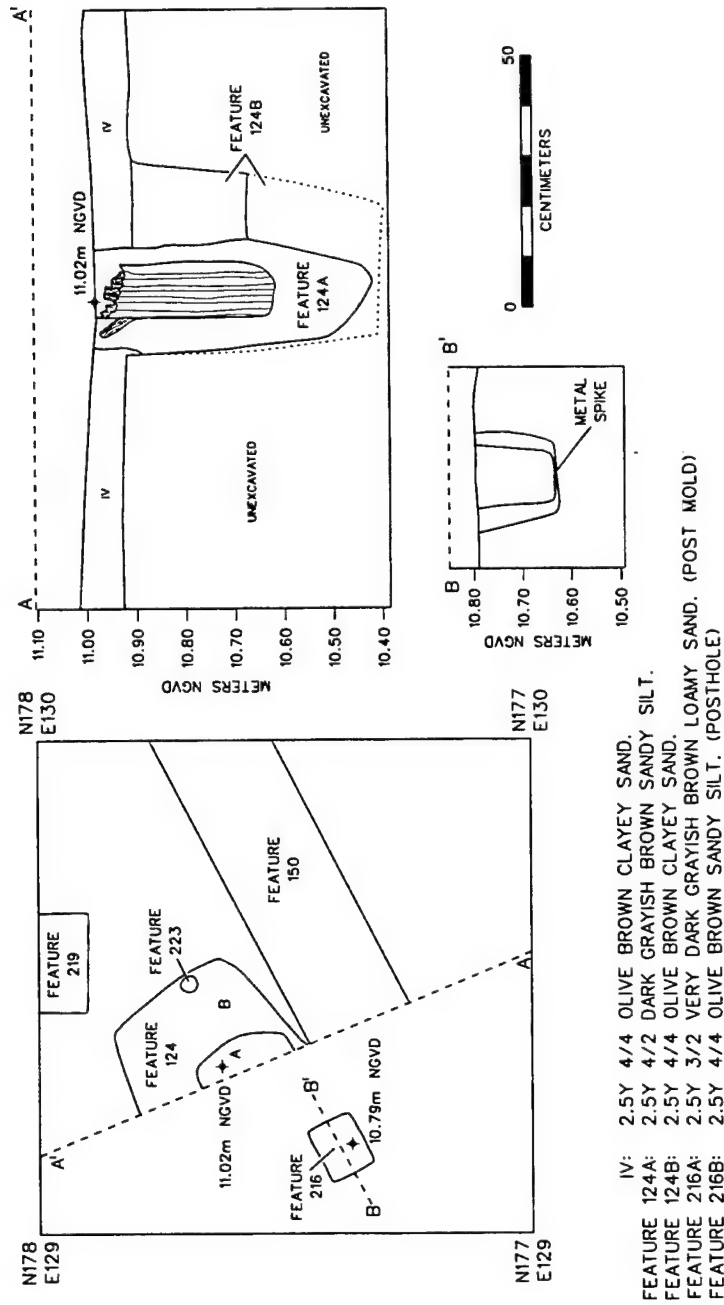 N178
E129
N178
E130
A'
FEATURE
219
FEATURE
223
FEATURE
124
B
A
11.02m NGVD
FEATURE
150
FEATURE
216
B'
B
10.79m NGVD
A
N177
E129
N177
E130
A
A'
11.02m NGVD
11.10
11.00
10.90
10.80
10.70
10.60
10.50
10.40
METERS NGVD
IV
IV
UNEXCAVATED
UNEXCAVATED
FEATURE
124A
FEATURE
124B
B
B'
10.80
10.70
10.60
10.50
METERS NGVD
METAL
SPIKE
0
50
CENTIMETERS
IV: 2.5Y 4/4 OLIVE BROWN CLAYEY SAND.
FEATURE 124A: 2.5Y 4/2 DARK GRAYISH BROWN SANDY SILT.
FEATURE 124B: 2.5Y 4/4 OLIVE BROWN CLAYEY SAND.
FEATURE 216A: 2.5Y 3/2 VERY DARK GRAYISH BROWN LOAMY SAND. (POST MOLD)
FEATURE 216B: 2.5Y 4/4 OLIVE BROWN SANDY SILT. (POSTHOLE)